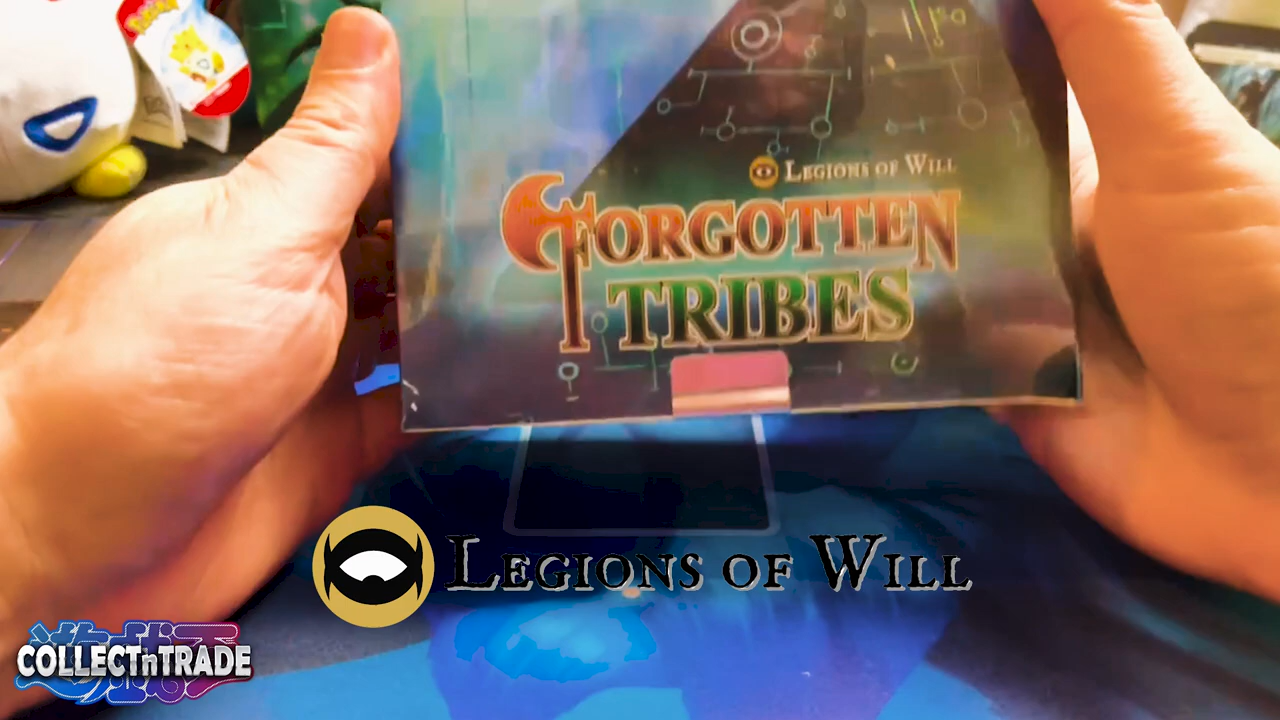 LEGIONS OF WILL
FORGOTTEN
TRIBES
LEGIONS OF WILL
COLLECTnTRADE